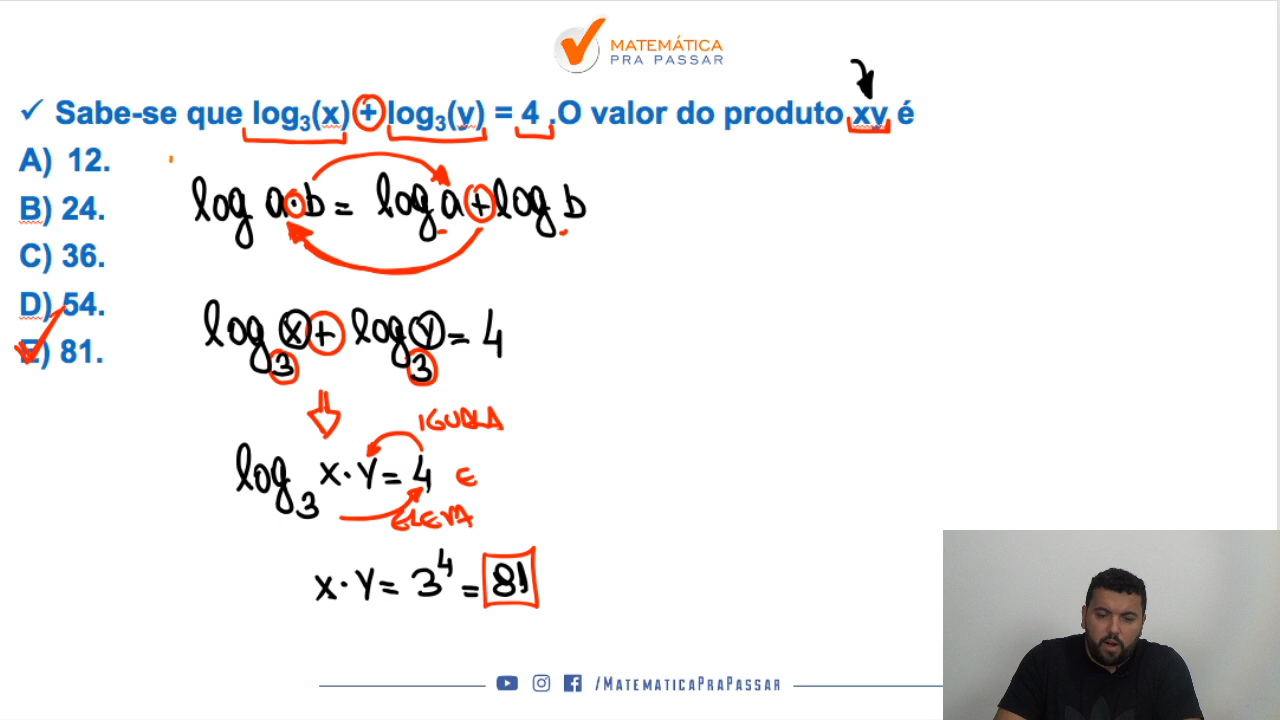 MATEMÁTICA
PRA PASSAR
✓ Sabe-se que log₃(x) + log₃(y) = 4 .O valor do produto xy é
A) 12.
B) 24.
C) 36.
D) 54.
E) 81.
log a·b = log a + log b
log₃ x + log₃ y = 4
IGUALA
log₃ x·y = 4 E
ELEVA
x·y = 3⁴ = 81
/MATEMATICAPRAPASSAR